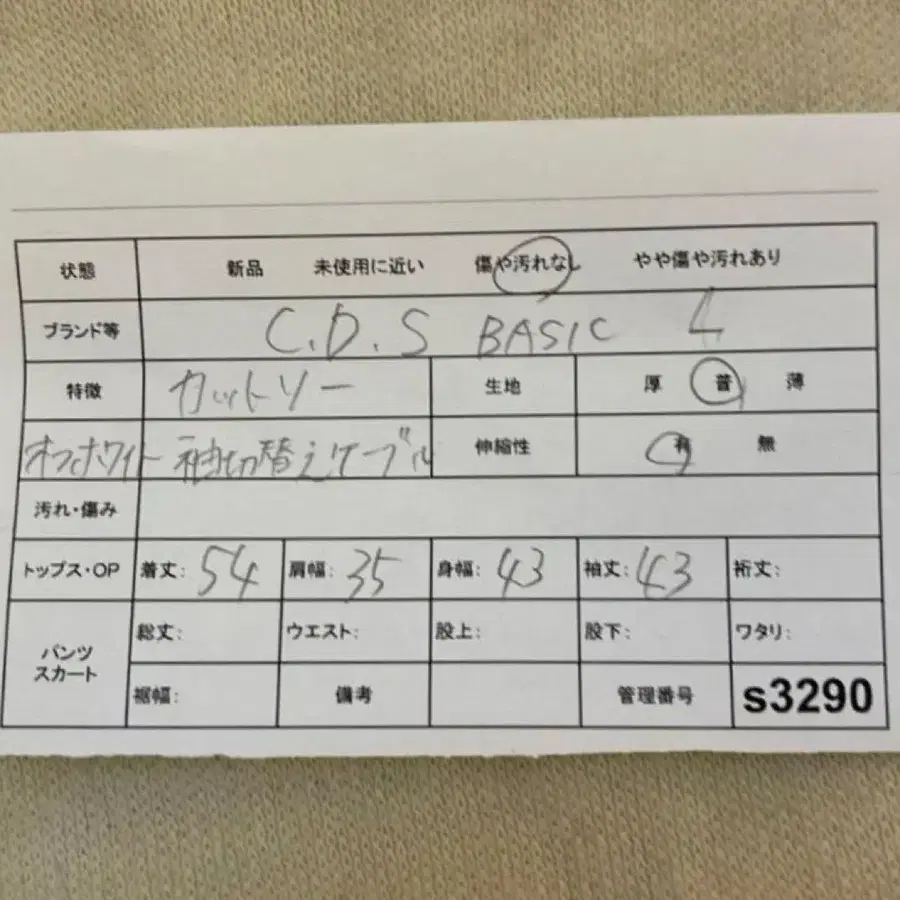 状態 新品 未使用に近い 傷や汚れなし やや傷や汚れあり
ブランド等 C.D.S BASIC L
特徴 カットソー 生地 厚 普 薄
オフホワイト 袖切替えケーブル 伸縮性 有 無
汚れ・傷み
トップス・OP 着丈: 54 肩幅: 35 身幅: 43 袖丈: 43 裄丈:
パンツ スカート 総丈: ウエスト: 股上: 股下: ワタリ:
裾幅: 備考 管理番号 s3290